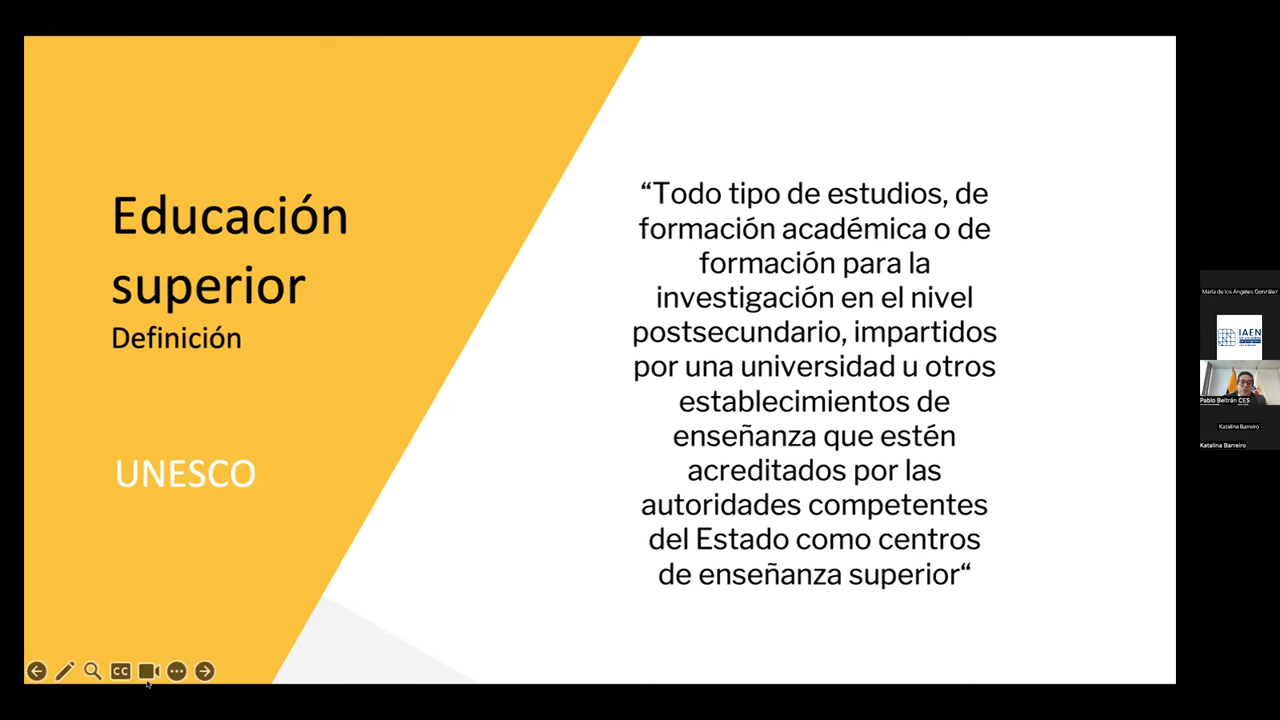 Educación
superior
Definición
UNESCO
“Todo tipo de estudios, de
formación académica o de
formación para la
investigación en el nivel
postsecundario, impartidos
por una universidad u otros
establecimientos de
enseñanza que estén
acreditados por las
autoridades competentes
del Estado como centros
de enseñanza superior“
CC
María de los Ángeles González
IAEN
Pablo Beltrán CES
Katalina Barreiro
Katalina Barreiro